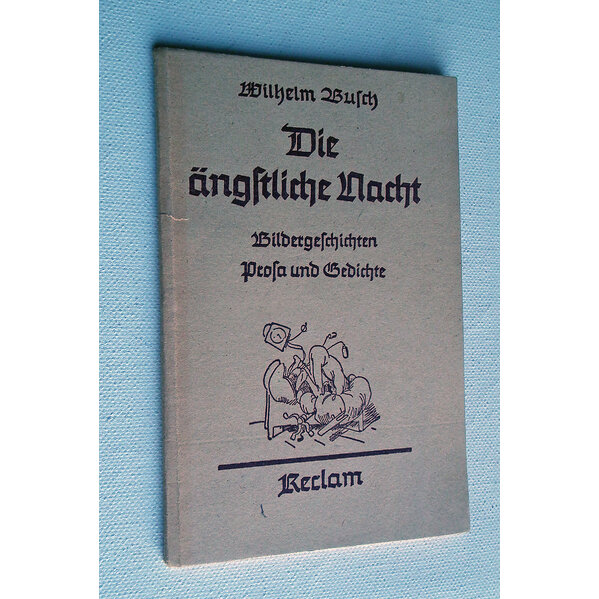 Wilhelm Buſch
Die
ängſtliche Nacht
Bildergeſchichten
Proſa und Gedichte
Reclam